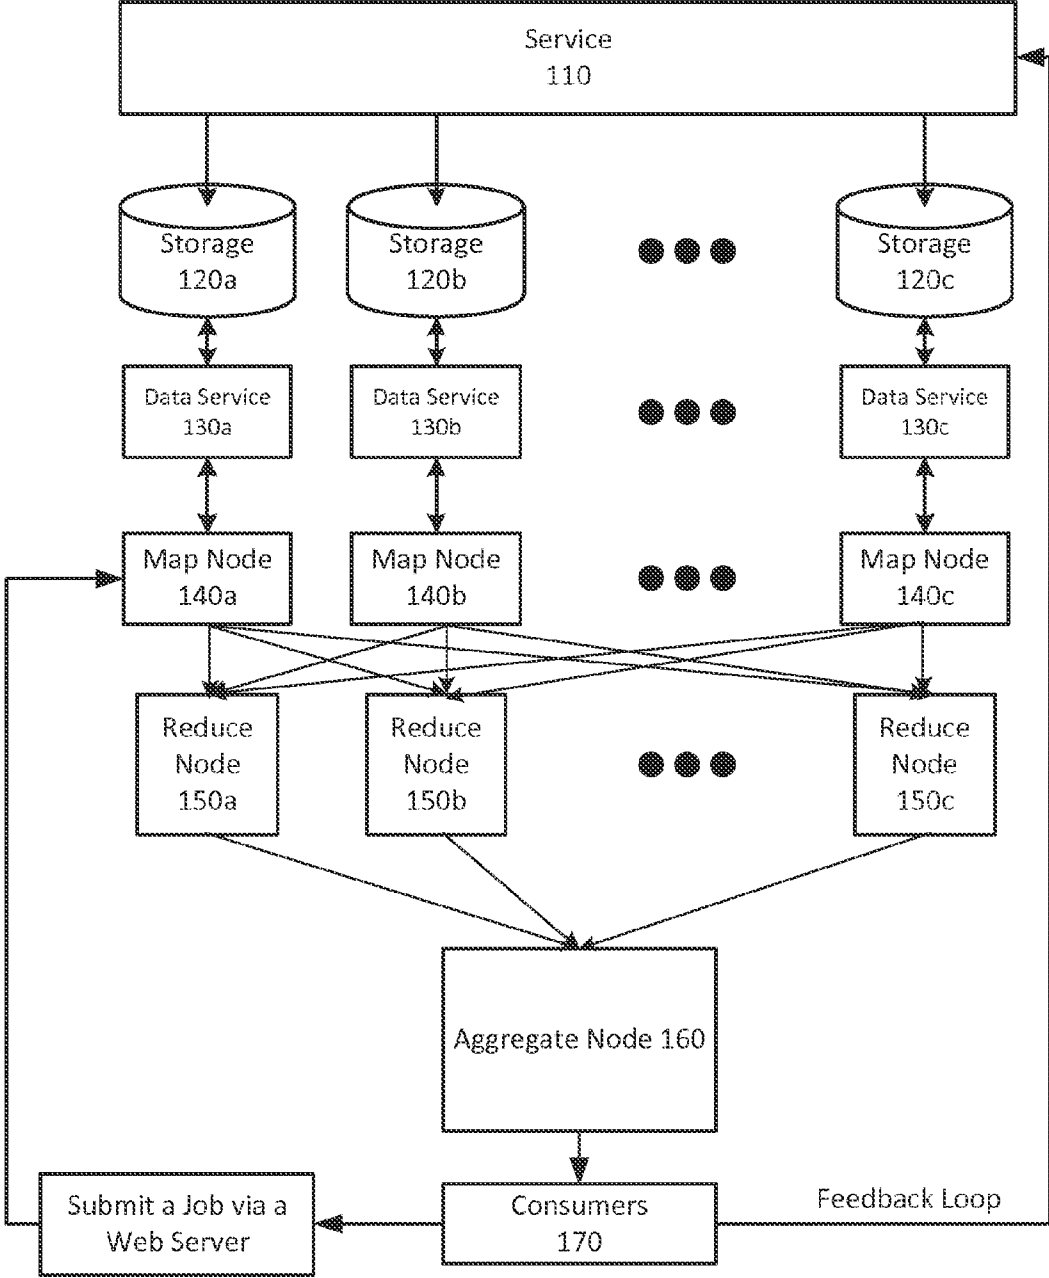 Service
110
Storage
120a
Storage
120b
Storage
120c
Data Service
130a
Data Service
130b
Data Service
130c
Map Node
140a
Map Node
140b
Map Node
140c
Reduce
Node
150a
Reduce
Node
150b
Reduce
Node
150c
Aggregate Node 160
Submit a Job via a
Web Server
Consumers
170
Feedback Loop